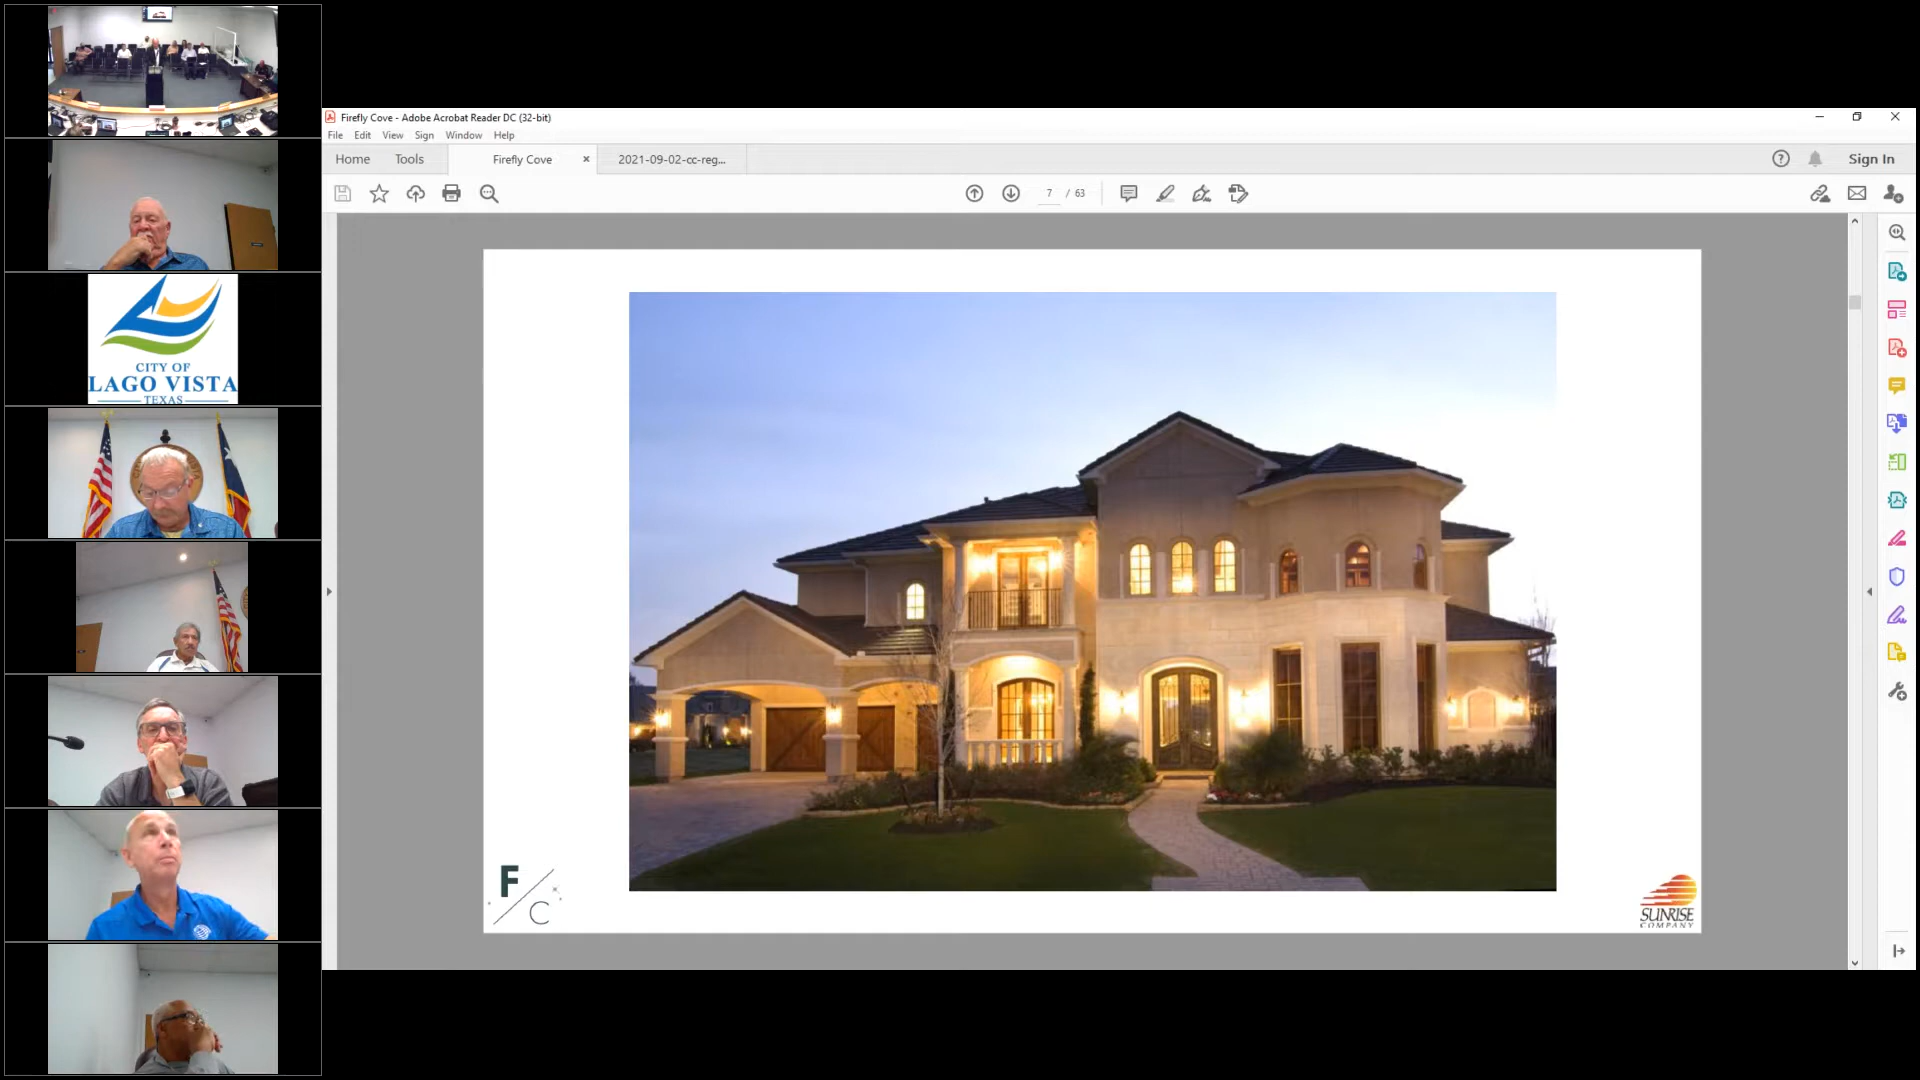 CITY OF
LAGO VISTA
TEXAS
Firefly Cove - Adobe Acrobat Reader DC (32-bit)
File Edit View Sign Window Help
Home Tools Firefly Cove × 2021-09-02-cc-reg... Sign In
7 / 63
F/C
SUNRISE
COMPANY